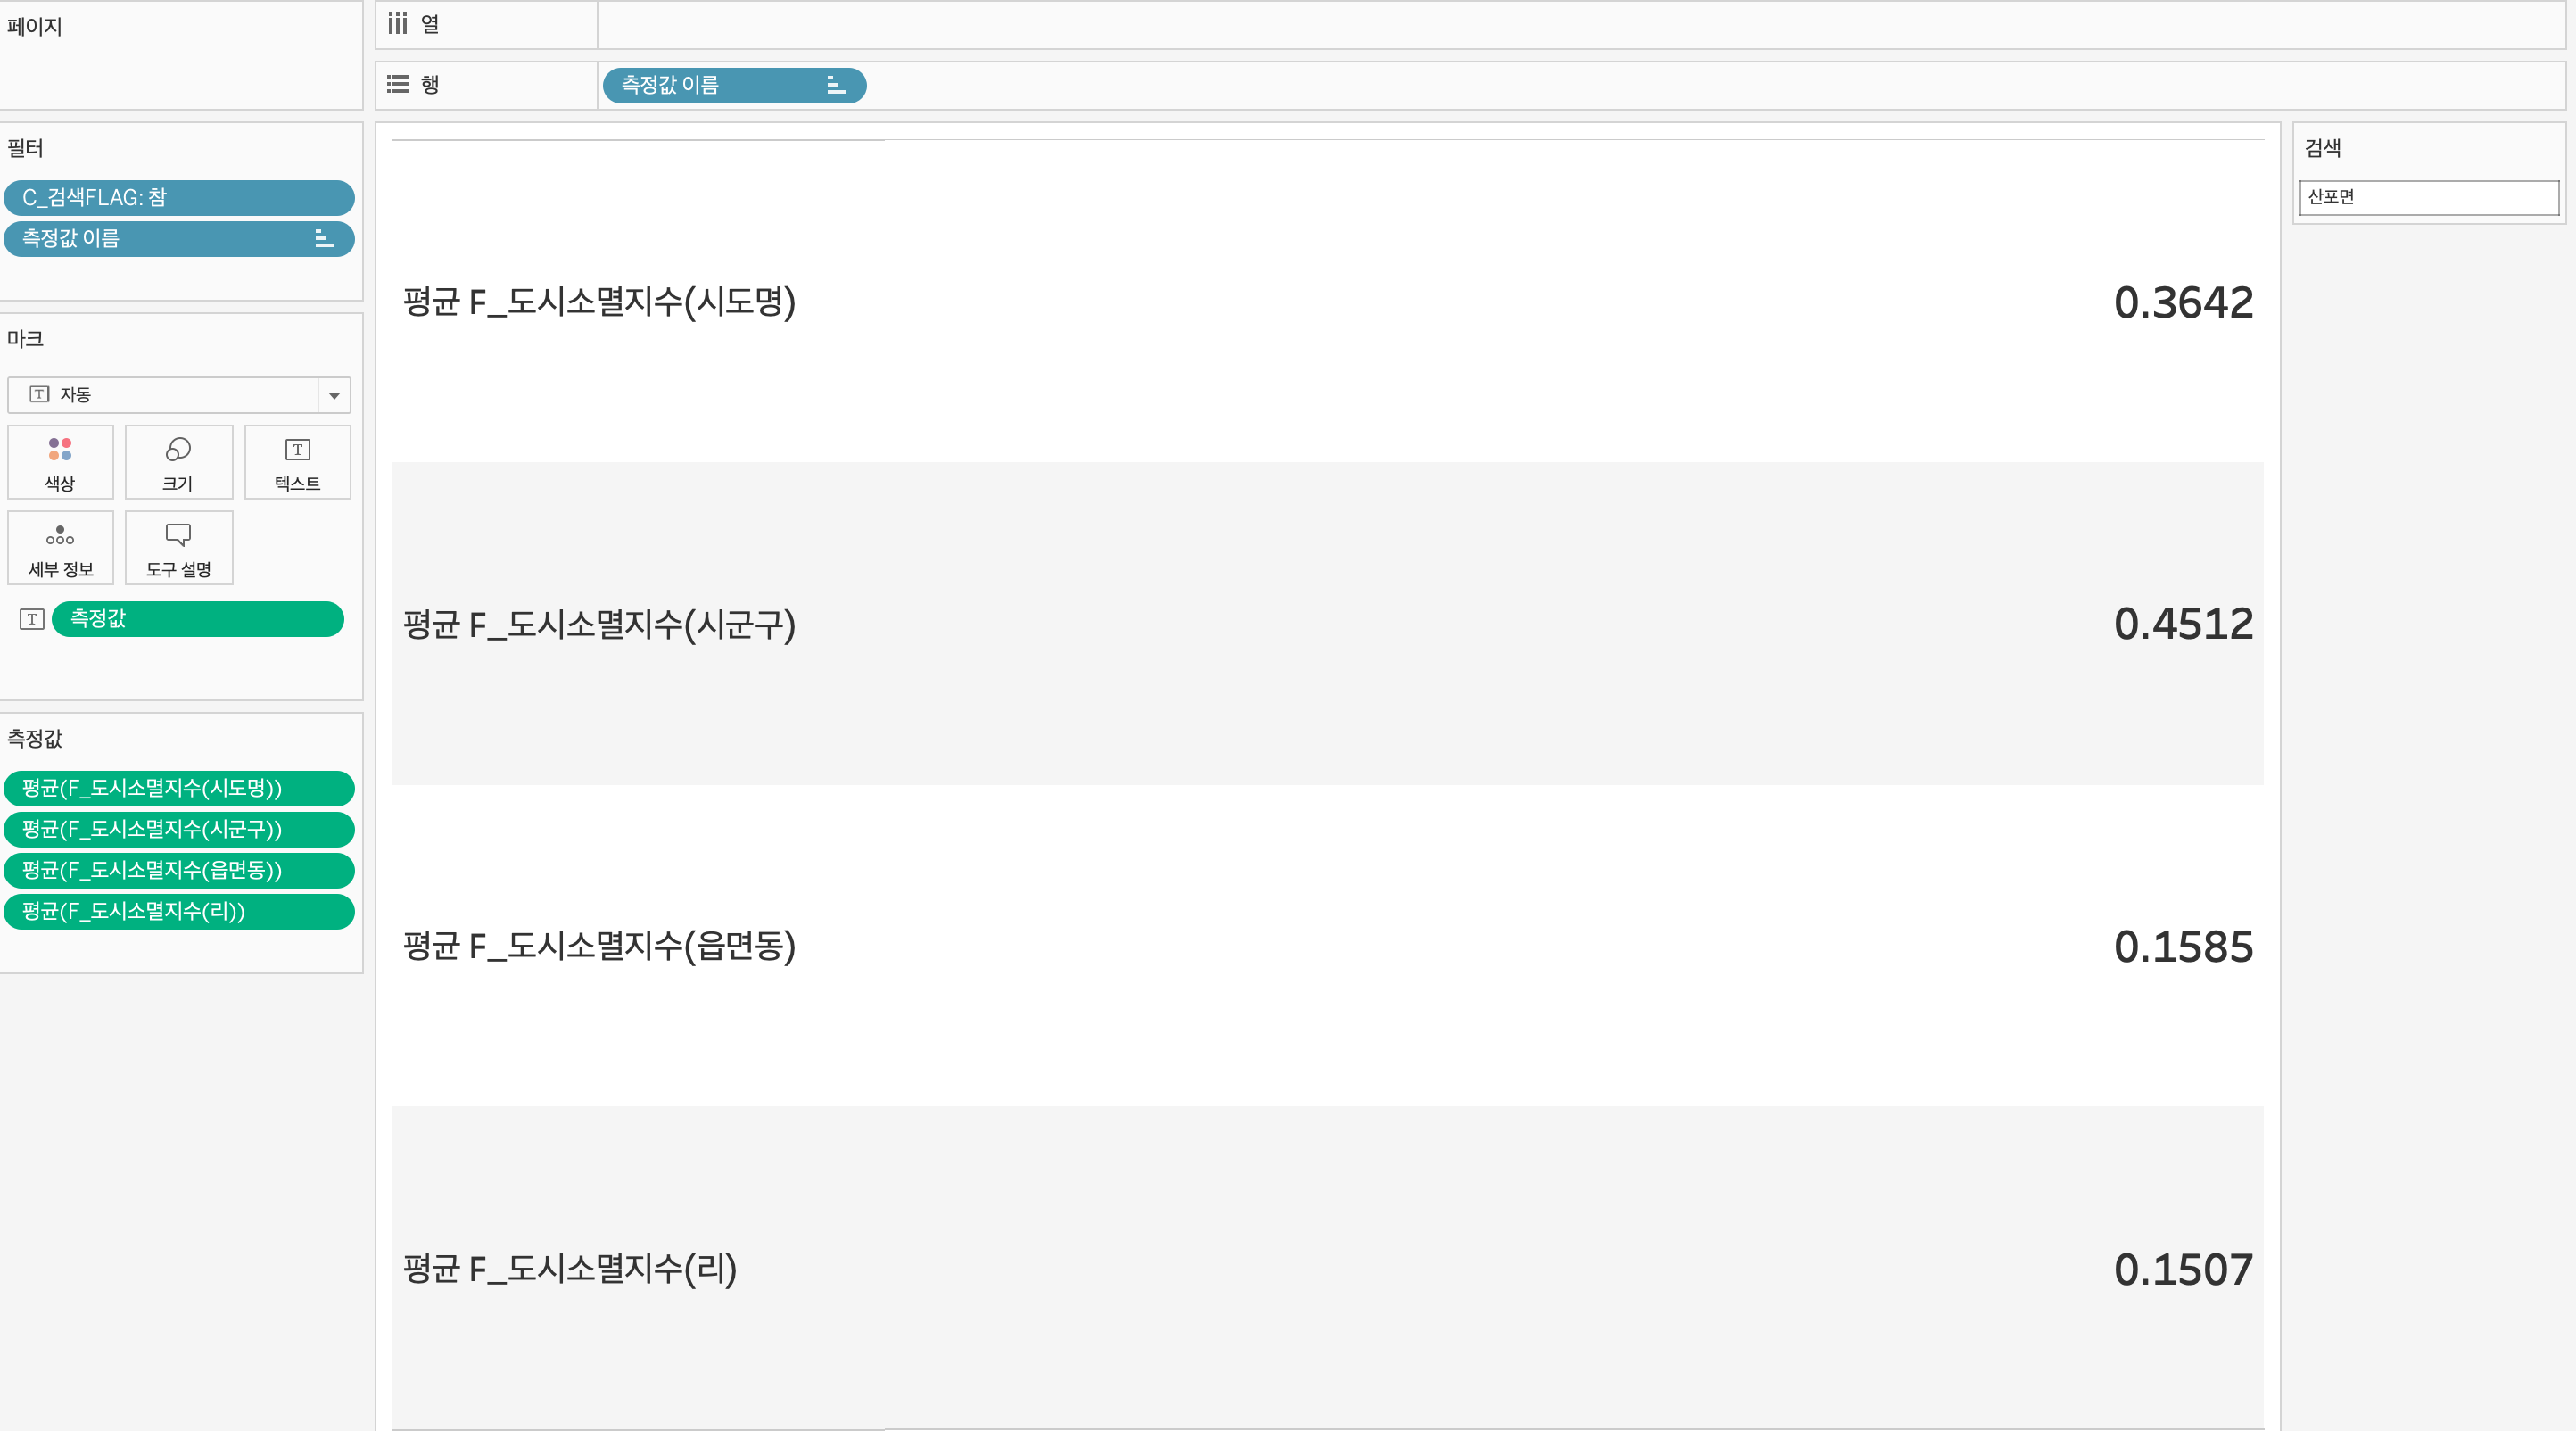 페이지
열
행
측정값 이름
필터
C_검색FLAG: 참
측정값 이름
마크
자동
색상
크기
텍스트
세부 정보
도구 설명
측정값
측정값
평균(F_도시소멸지수(시도명))
평균(F_도시소멸지수(시군구))
평균(F_도시소멸지수(읍면동))
평균(F_도시소멸지수(리))
평균 F_도시소멸지수(시도명) 0.3642
평균 F_도시소멸지수(시군구) 0.4512
평균 F_도시소멸지수(읍면동) 0.1585
평균 F_도시소멸지수(리) 0.1507
검색
산포면